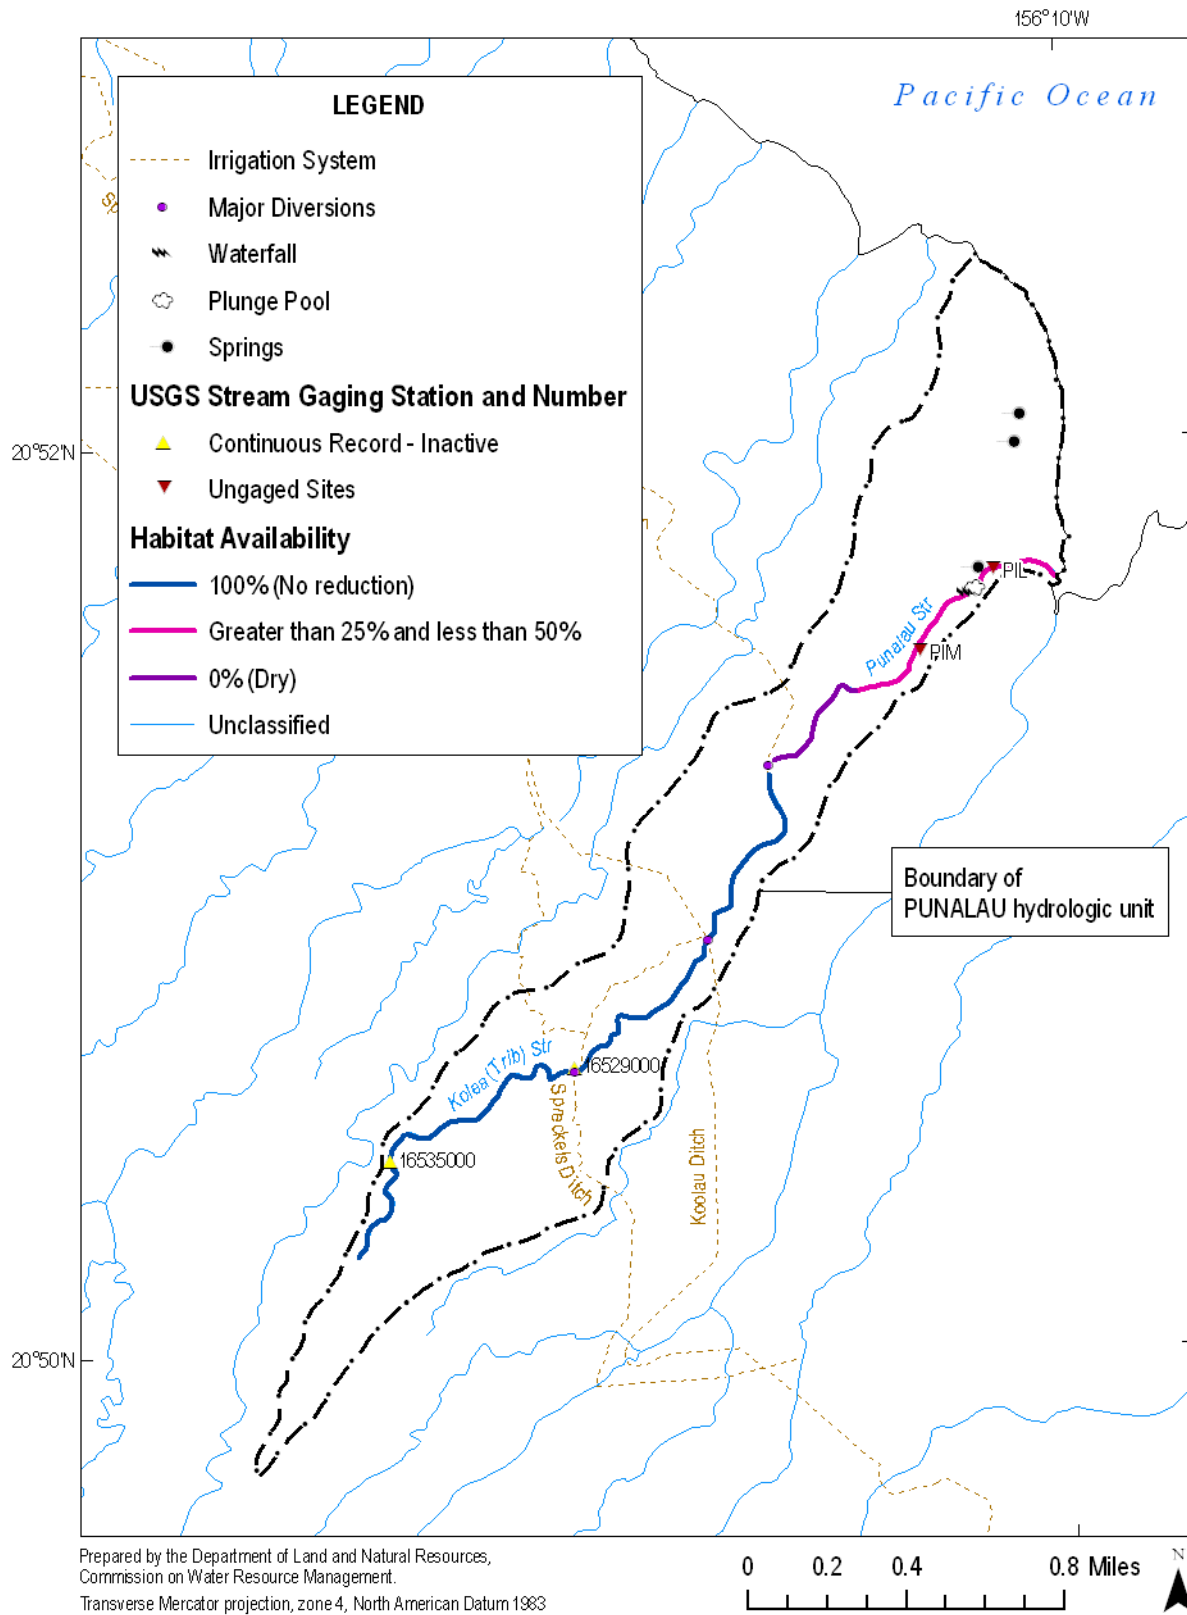 156°10'W
Pacific Ocean
LEGEND
Irrigation System
Major Diversions
Waterfall
Plunge Pool
Springs
USGS Stream Gaging Station and Number
Continuous Record - Inactive
Ungaged Sites
Habitat Availability
100% (No reduction)
Greater than 25% and less than 50%
0% (Dry)
Unclassified
20°52'N
PIL
Punalau Str
PIM
Boundary of
PUNALAU hydrologic unit
Kolea (Trib) Str
16529000
Spreckels Ditch
Koolau Ditch
16535000
20°50'N
Prepared by the Department of Land and Natural Resources,
Commission on Water Resource Management.
Transverse Mercator projection, zone 4, North American Datum 1983
0 0.2 0.4 0.8 Miles
N